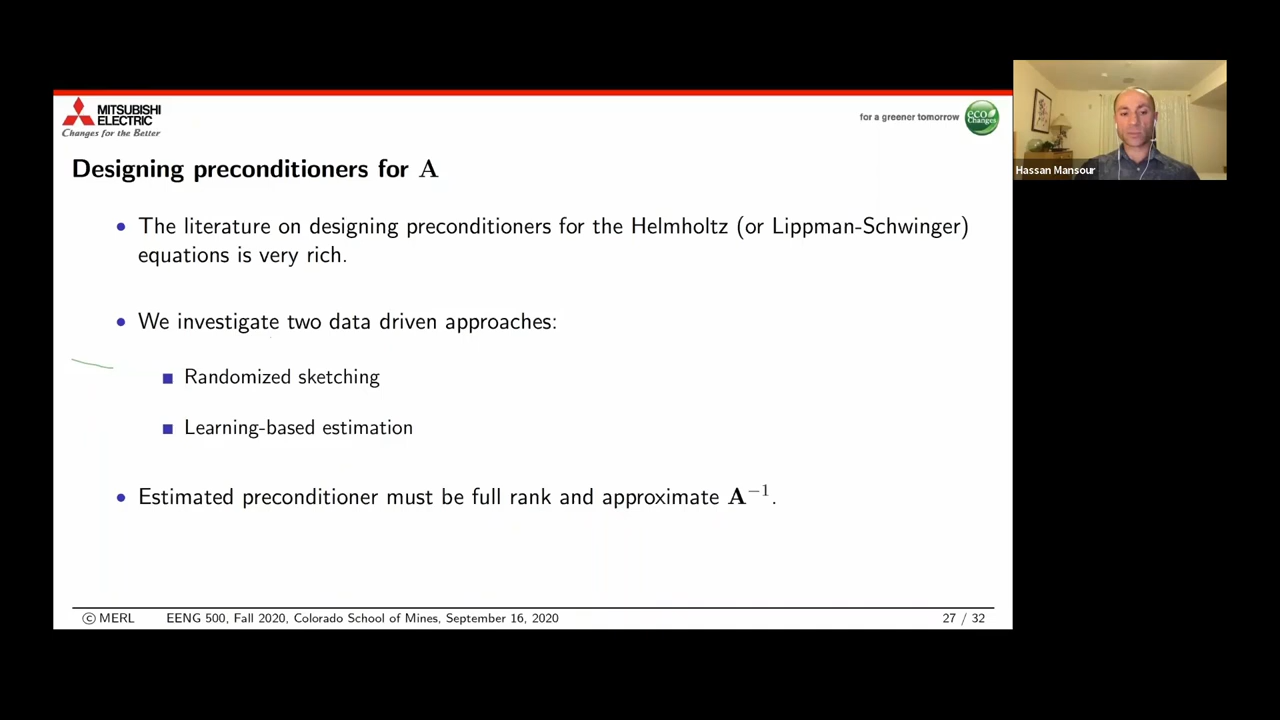 MITSUBISHI
ELECTRIC
Changes for the Better
for a greener tomorrow
eco
Changes
Hassan Mansour
Designing preconditioners for A
• The literature on designing preconditioners for the Helmholtz (or Lippman-Schwinger)
equations is very rich.
• We investigate two data driven approaches:
■ Randomized sketching
■ Learning-based estimation
• Estimated preconditioner must be full rank and approximate A⁻¹.
© MERL EENG 500, Fall 2020, Colorado School of Mines, September 16, 2020 27 / 32